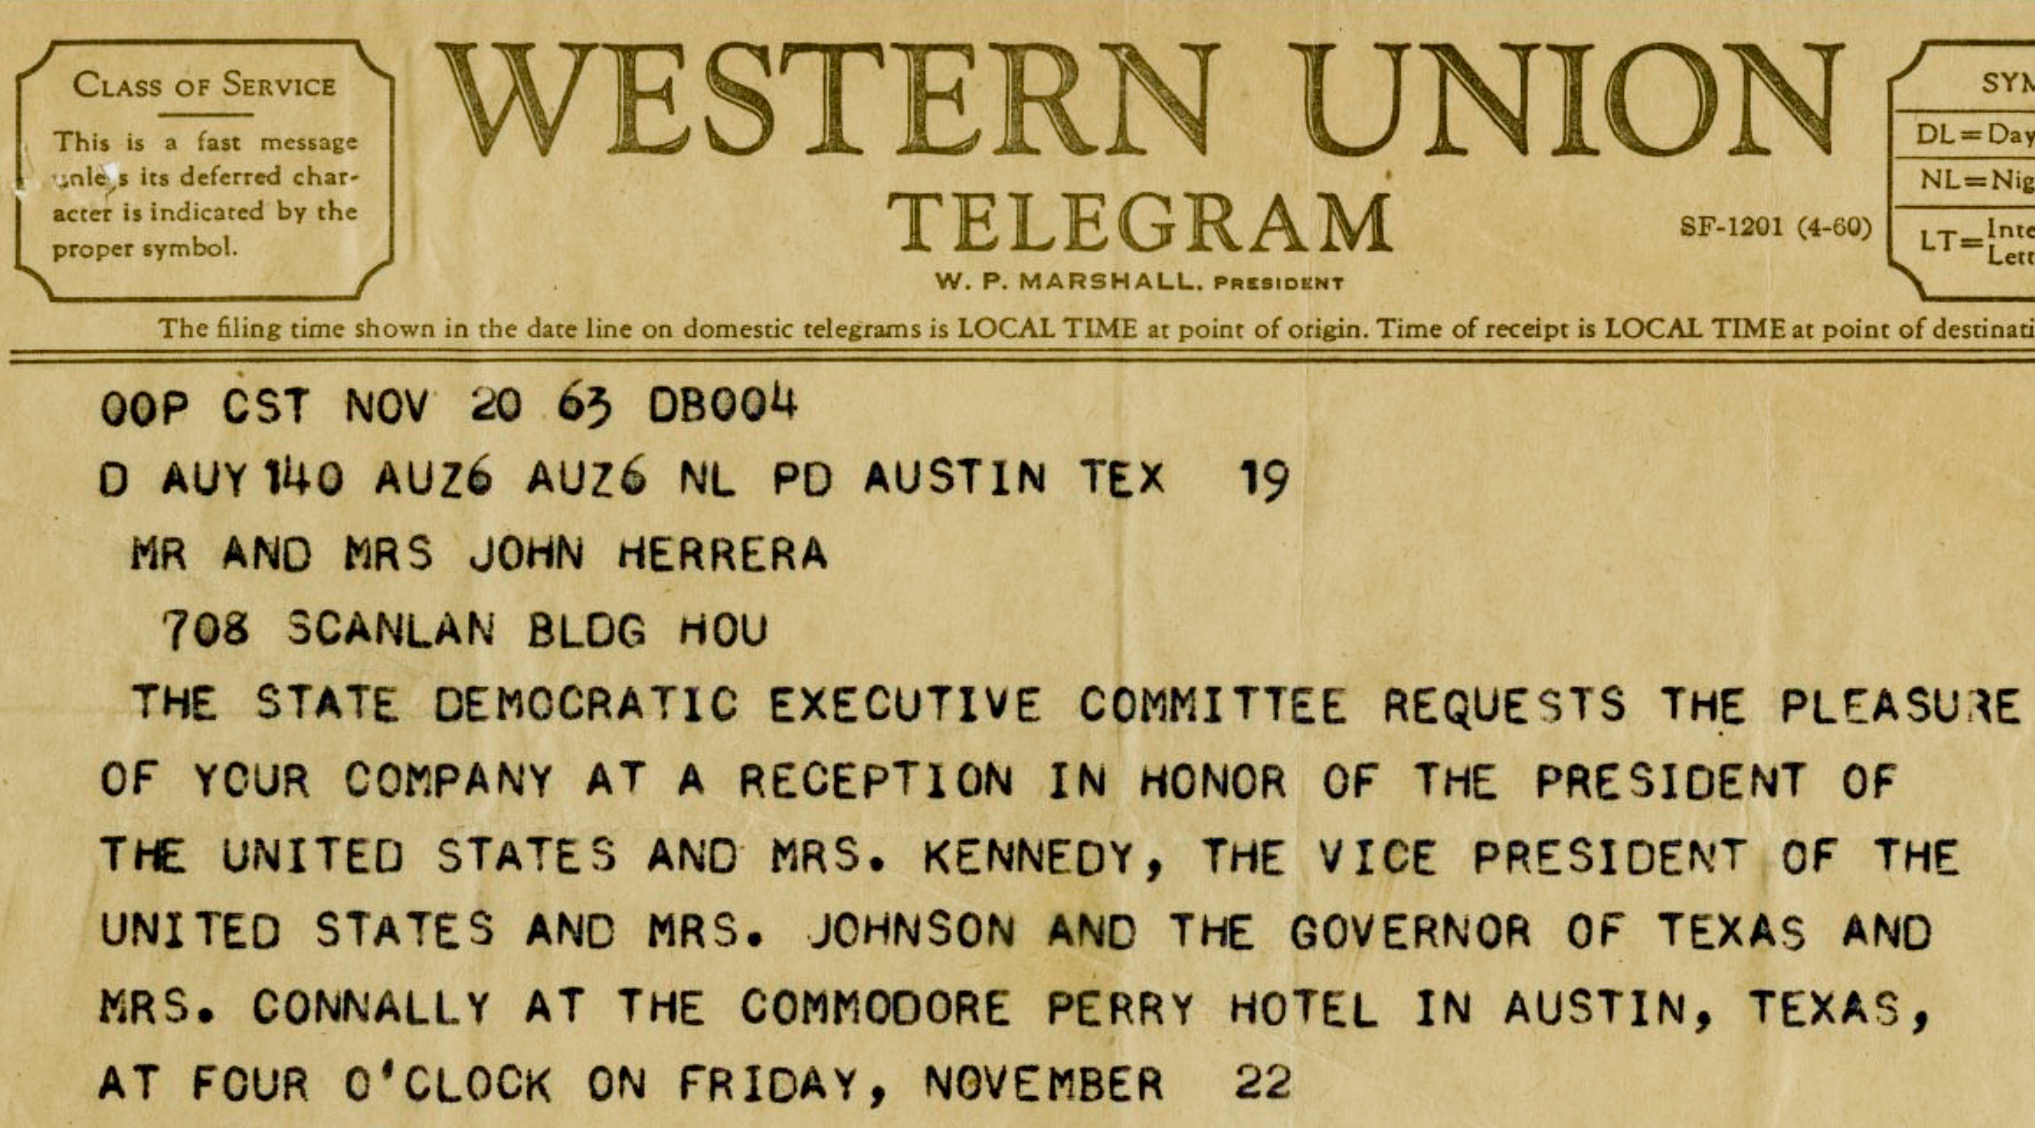 CLASS OF SERVICE
This is a fast message
unless its deferred char-
acter is indicated by the
proper symbol.
WESTERN UNION
TELEGRAM
W. P. MARSHALL, PRESIDENT
SF-1201 (4-60)
SYM
DL=Day
NL=Nig
LT=Inte
Lett
The filing time shown in the date line on domestic telegrams is LOCAL TIME at point of origin. Time of receipt is LOCAL TIME at point of destinati
00P CST NOV 20 63 DB004
D AUY140 AUZ6 AUZ6 NL PD AUSTIN TEX 19
MR AND MRS JOHN HERRERA
708 SCANLAN BLDG HOU
THE STATE DEMOCRATIC EXECUTIVE COMMITTEE REQUESTS THE PLEASURE
OF YOUR COMPANY AT A RECEPTION IN HONOR OF THE PRESIDENT OF
THE UNITED STATES AND MRS. KENNEDY, THE VICE PRESIDENT OF THE
UNITED STATES AND MRS. JOHNSON AND THE GOVERNOR OF TEXAS AND
MRS. CONNALLY AT THE COMMODORE PERRY HOTEL IN AUSTIN, TEXAS,
AT FOUR O'CLOCK ON FRIDAY, NOVEMBER 22